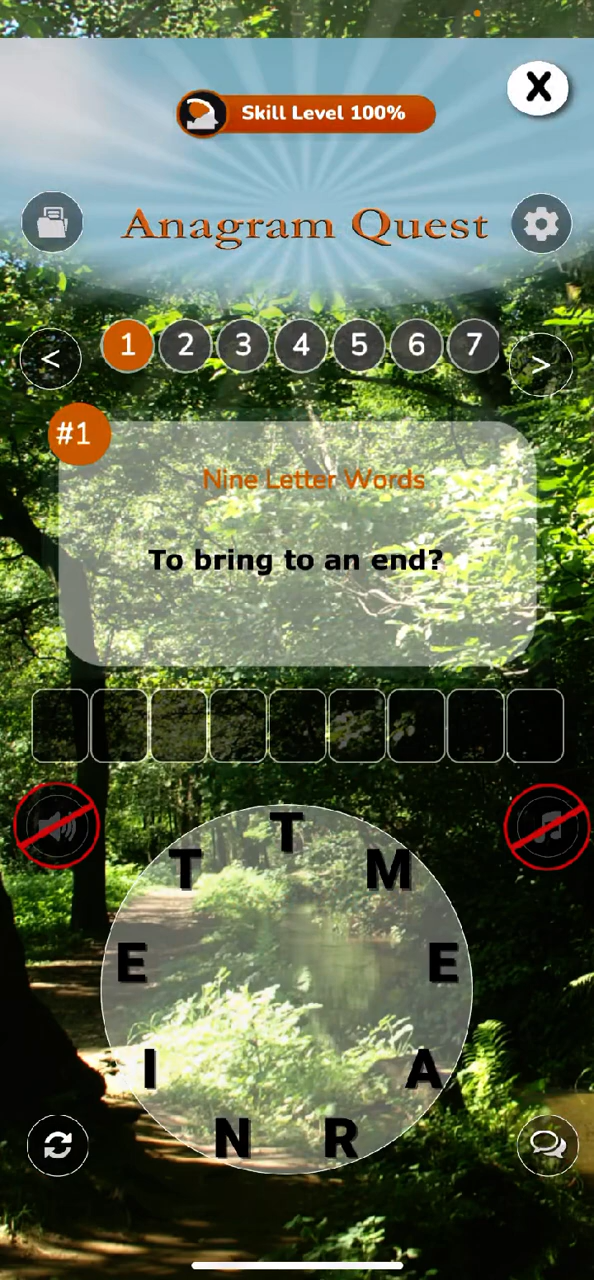 X
Skill Level 100%
Anagram Quest
< 1 2 3 4 5 6 7 >
#1
Nine Letter Words
To bring to an end?
T
T M
E E
I A
N R